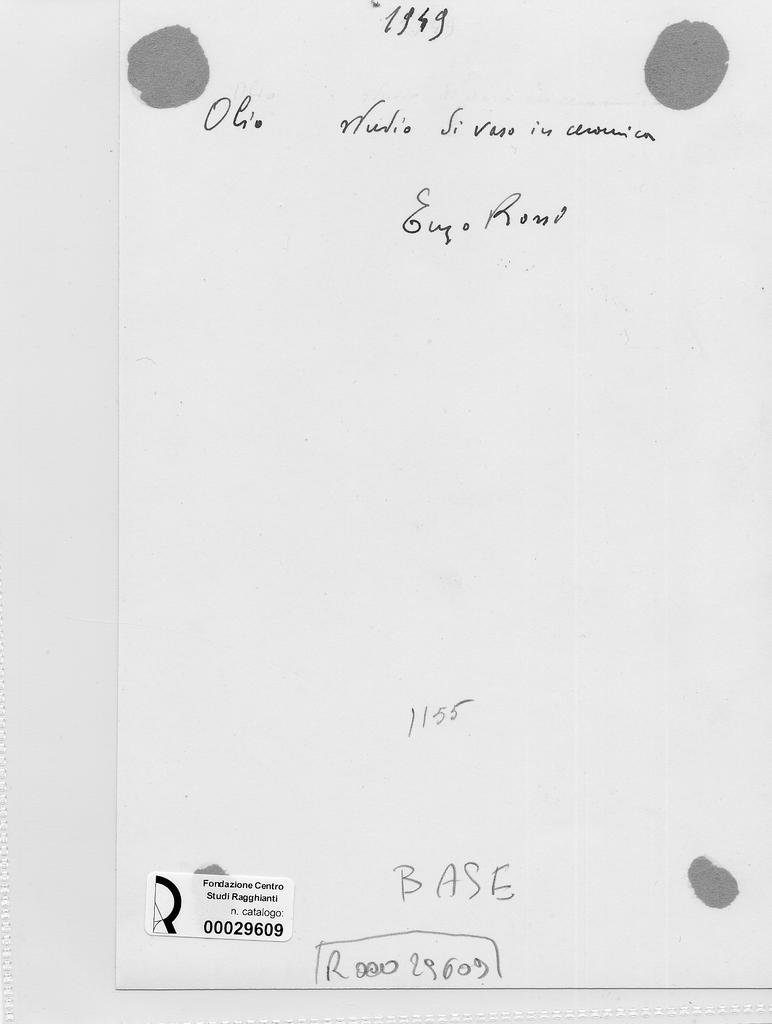 1949
Olio studio di vaso in ceramica
Enzo Rossi
1155
BASE
Fondazione Centro
Studi Ragghianti
n. catalogo:
00029609
R00029609